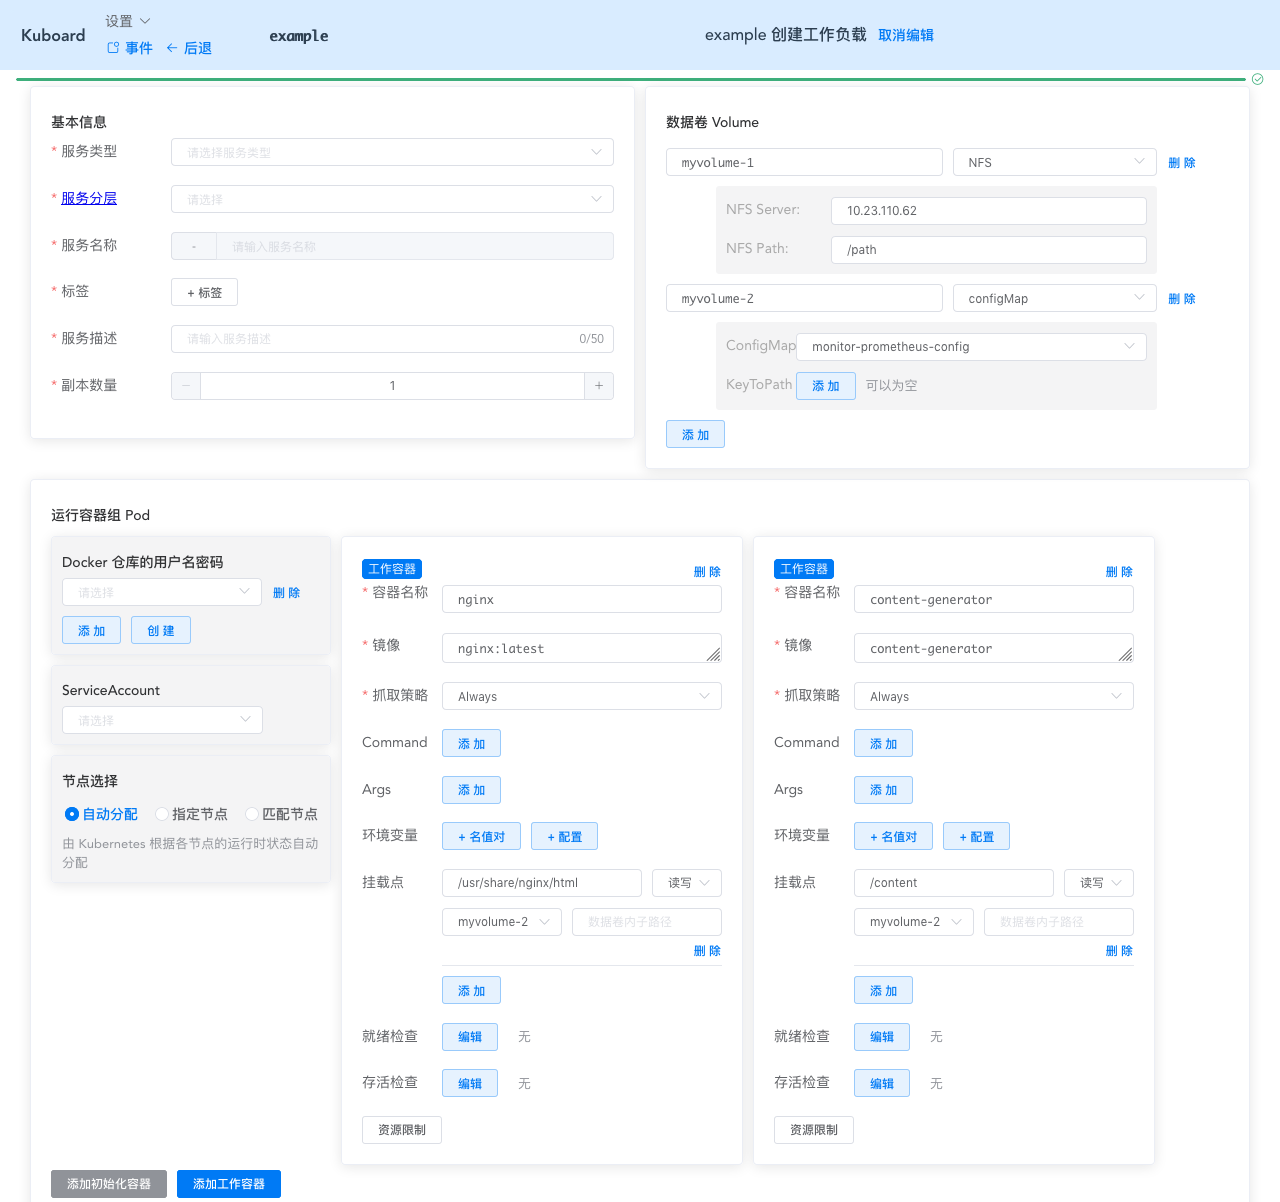 Kuboard
设置
事件
后退
example
example 创建工作负载 取消编辑
基本信息
* 服务类型 请选择服务类型
* 服务分层 请选择
* 服务名称 - 请输入服务名称
* 标签 + 标签
* 服务描述 请输入服务描述 0/50
* 副本数量 − 1 +
数据卷 Volume
myvolume-1 NFS 删 除
NFS Server: 10.23.110.62
NFS Path: /path
myvolume-2 configMap 删 除
ConfigMap monitor-prometheus-config
KeyToPath 添 加 可以为空
添 加
运行容器组 Pod
Docker 仓库的用户名密码
请选择 删 除
添 加 创 建
ServiceAccount
请选择
节点选择
自动分配 指定节点 匹配节点
由 Kubernetes 根据各节点的运行时状态自动
分配
工作容器 删 除
* 容器名称 nginx
* 镜像 nginx:latest
* 抓取策略 Always
Command 添 加
Args 添 加
环境变量 + 名值对 + 配置
挂载点 /usr/share/nginx/html 读写
myvolume-2 数据卷内子路径
删 除
添 加
就绪检查 编辑 无
存活检查 编辑 无
资源限制
工作容器 删 除
* 容器名称 content-generator
* 镜像 content-generator
* 抓取策略 Always
Command 添 加
Args 添 加
环境变量 + 名值对 + 配置
挂载点 /content 读写
myvolume-2 数据卷内子路径
删 除
添 加
就绪检查 编辑 无
存活检查 编辑 无
资源限制
添加初始化容器 添加工作容器